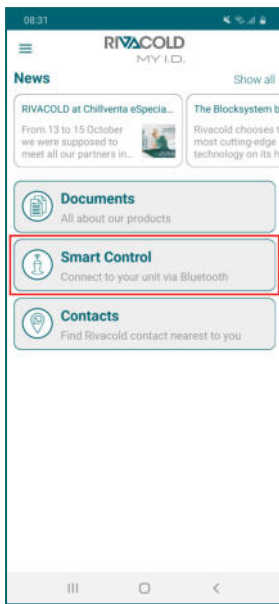 08:31
RIVACOLD
MY I.D.
News
Show all
RIVACOLD at Chillventa eSpecia...
From 13 to 15 October
we were supposed to
meet all our partners in...
The Blocksystem b
Rivacold chooses t
most cutting-edge
technology on its h
Documents
All about our products
Smart Control
Connect to your unit via Bluetooth
Contacts
Find Rivacold contact nearest to you